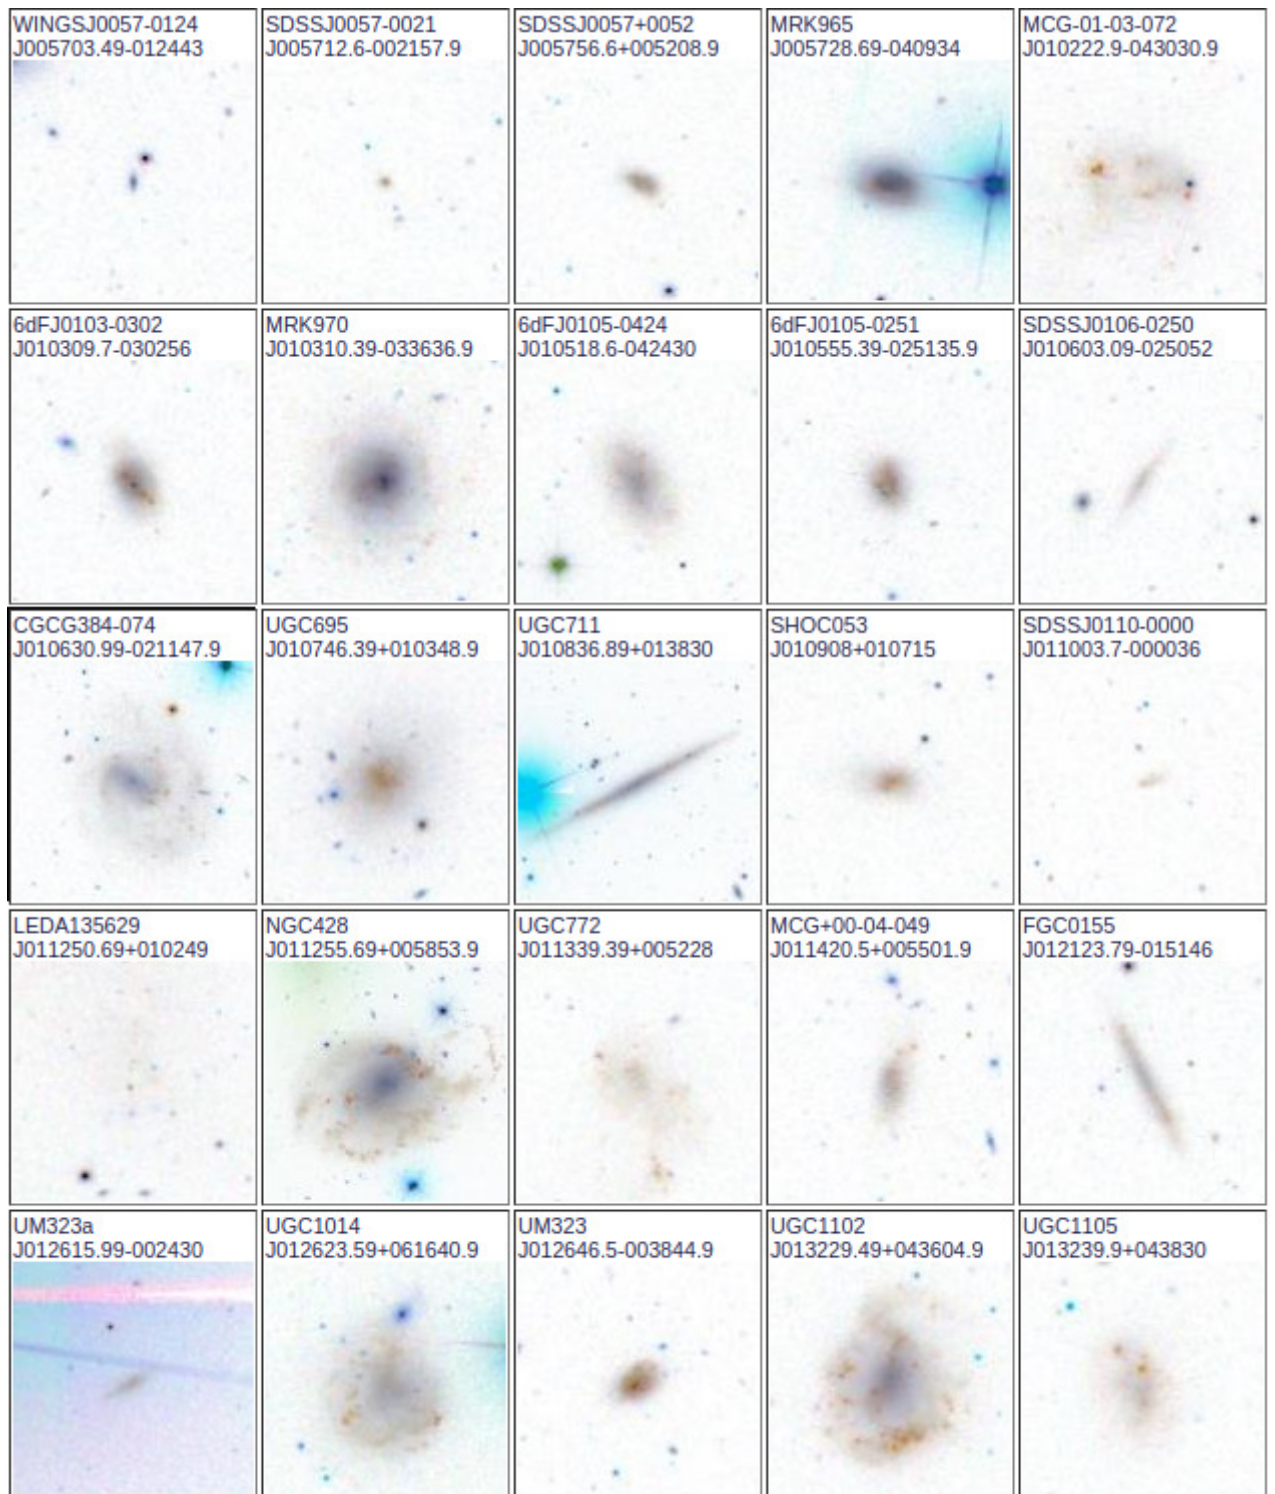 WINGSJ0057-0124
J005703.49-012443
SDSSJ0057-0021
J005712.6-002157.9
SDSSJ0057+0052
J005756.6+005208.9
MRK965
J005728.69-040934
MCG-01-03-072
J010222.9-043030.9
6dFJ0103-0302
J010309.7-030256
MRK970
J010310.39-033636.9
6dFJ0105-0424
J010518.6-042430
6dFJ0105-0251
J010555.39-025135.9
SDSSJ0106-0250
J010603.09-025052
CGCG384-074
J010630.99-021147.9
UGC695
J010746.39+010348.9
UGC711
J010836.89+013830
SHOC053
J010908+010715
SDSSJ0110-0000
J011003.7-000036
LEDA135629
J011250.69+010249
NGC428
J011255.69+005853.9
UGC772
J011339.39+005228
MCG+00-04-049
J011420.5+005501.9
FGC0155
J012123.79-015146
UM323a
J012615.99-002430
UGC1014
J012623.59+061640.9
UM323
J012646.5-003844.9
UGC1102
J013229.49+043604.9
UGC1105
J013239.9+043830